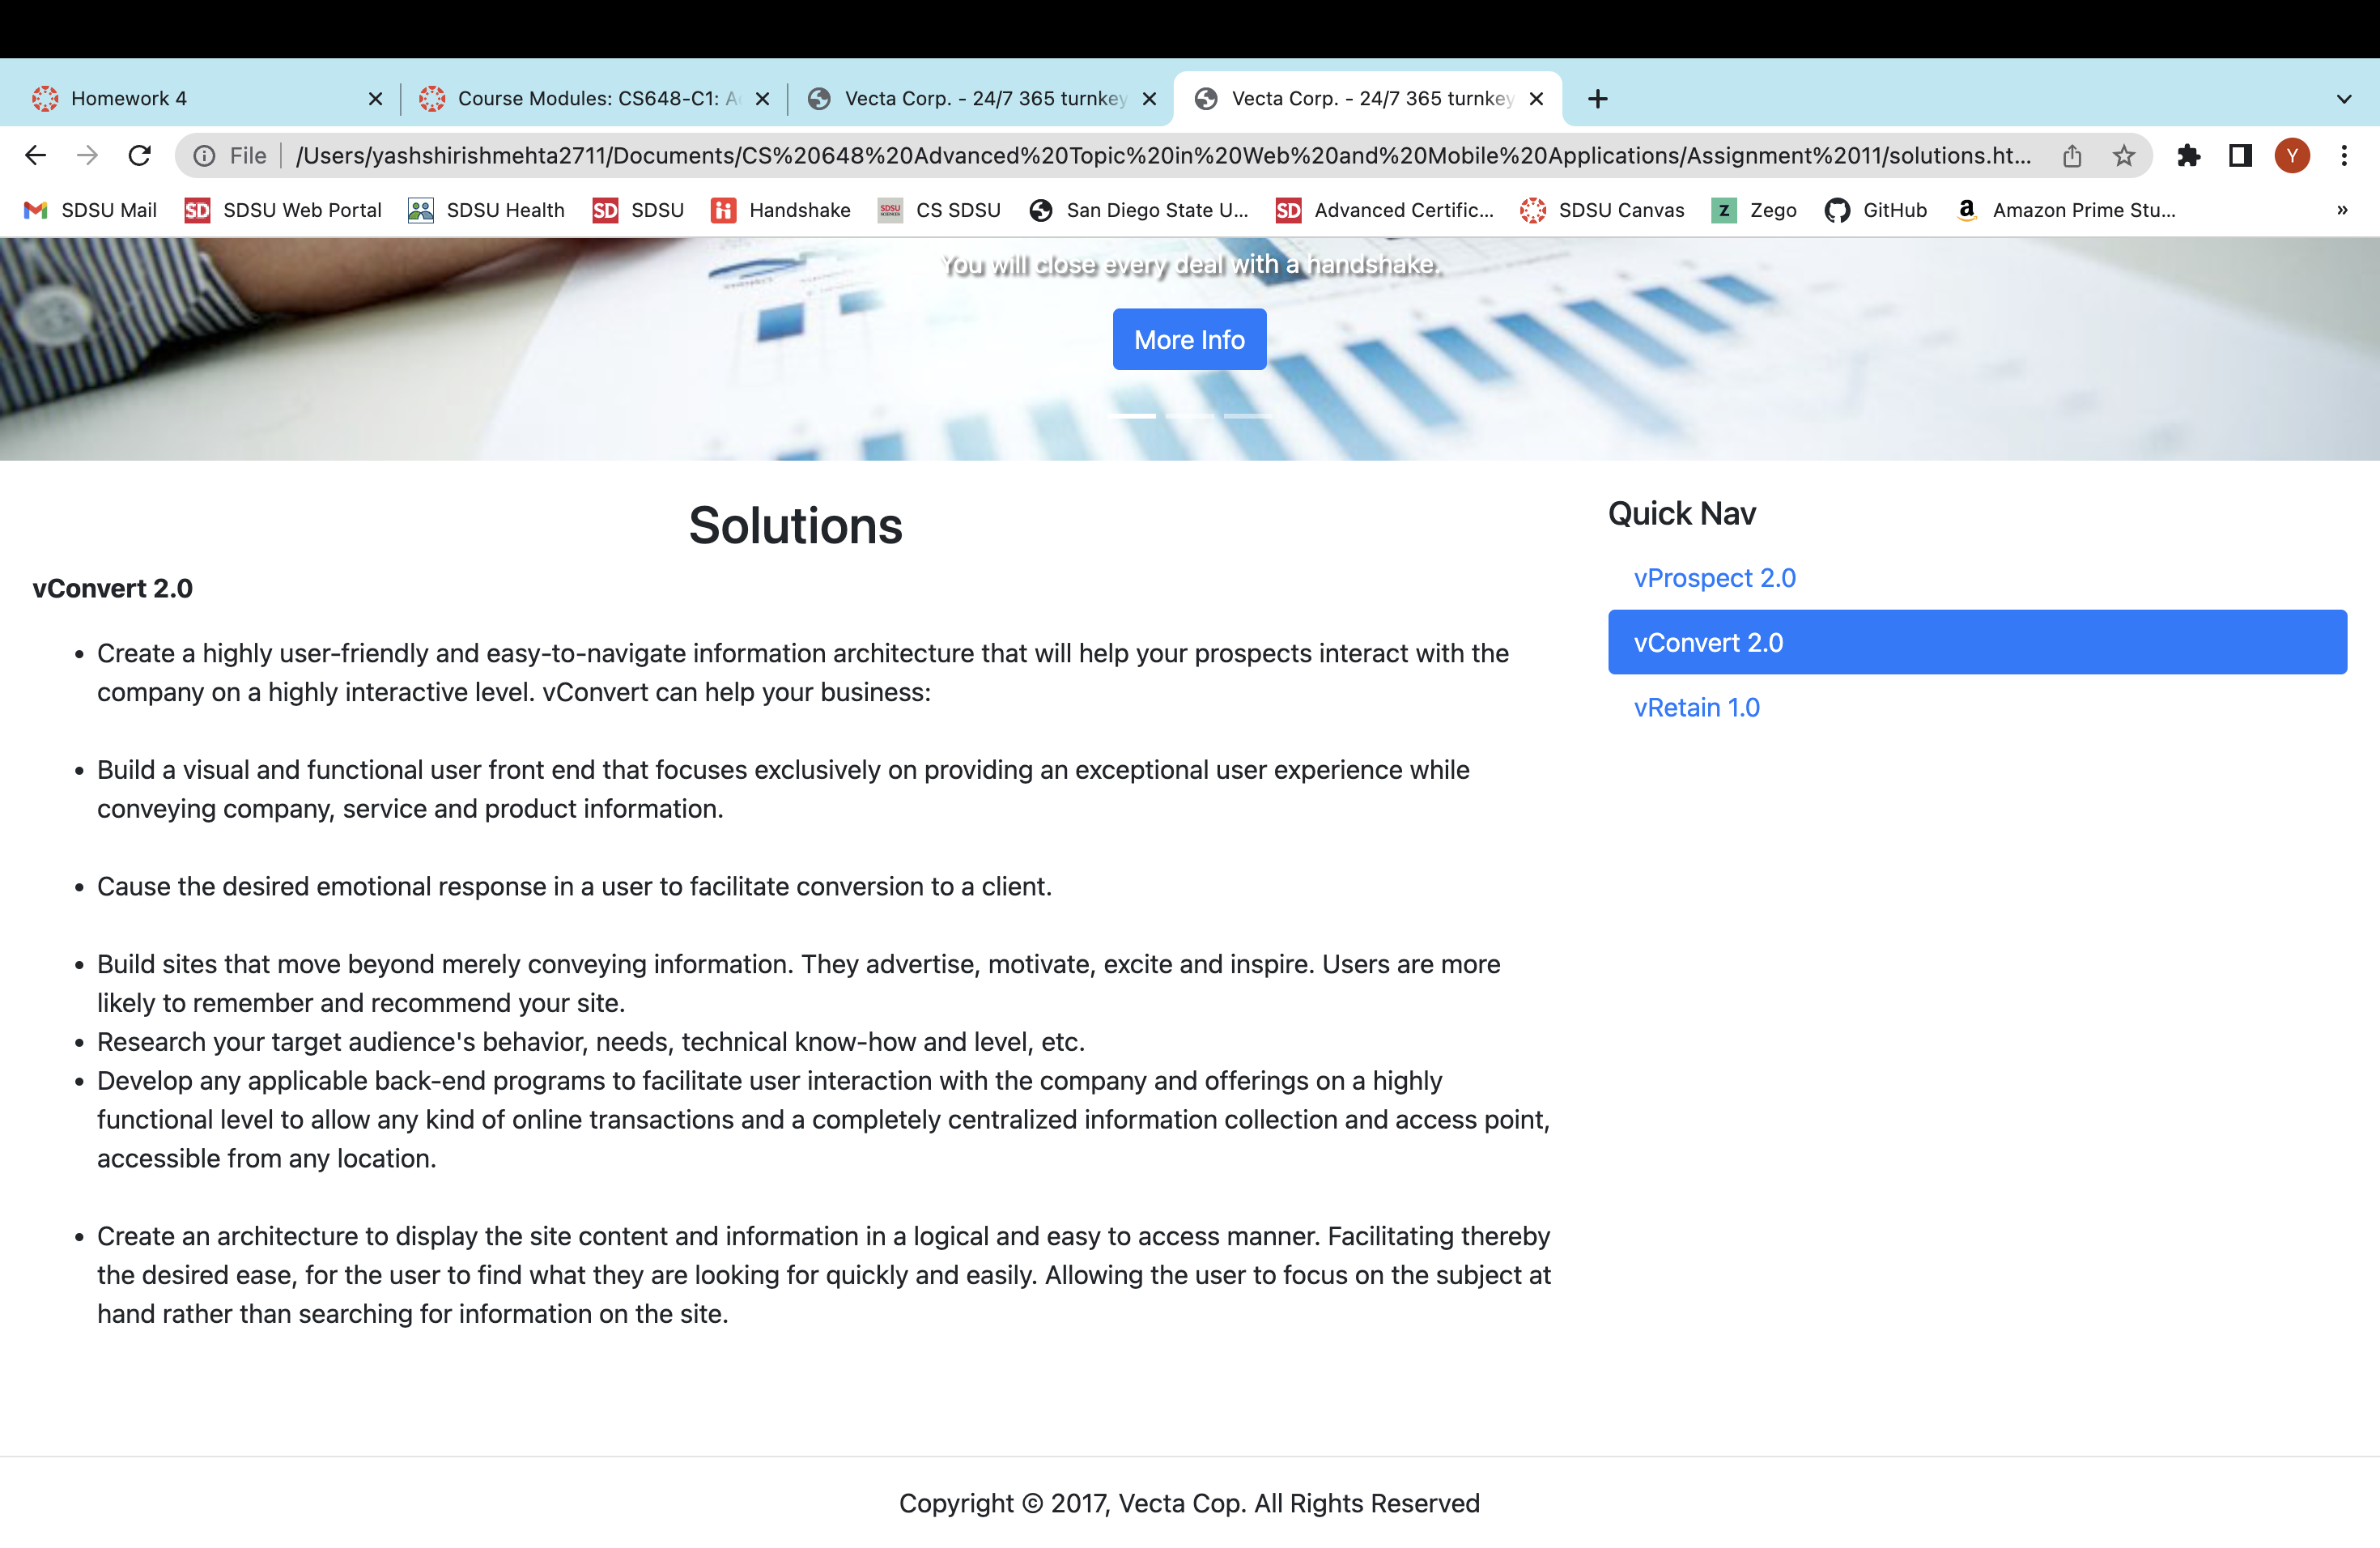 Homework 4
Course Modules: CS648-C1: A
Vecta Corp. - 24/7 365 turnkey
Vecta Corp. - 24/7 365 turnkey
File
/Users/yashshirishmehta2711/Documents/CS%20648%20Advanced%20Topic%20in%20Web%20and%20Mobile%20Applications/Assignment%2011/solutions.ht...
Y
SDSU Mail
SD SDSU Web Portal
SDSU Health
SD SDSU
Handshake
CS SDSU
San Diego State U...
SD Advanced Certific...
SDSU Canvas
Z Zego
GitHub
a Amazon Prime Stu...
»
You will close every deal with a handshake.
More Info
Solutions
vConvert 2.0
• Create a highly user-friendly and easy-to-navigate information architecture that will help your prospects interact with the
company on a highly interactive level. vConvert can help your business:
• Build a visual and functional user front end that focuses exclusively on providing an exceptional user experience while
conveying company, service and product information.
• Cause the desired emotional response in a user to facilitate conversion to a client.
• Build sites that move beyond merely conveying information. They advertise, motivate, excite and inspire. Users are more
likely to remember and recommend your site.
• Research your target audience's behavior, needs, technical know-how and level, etc.
• Develop any applicable back-end programs to facilitate user interaction with the company and offerings on a highly
functional level to allow any kind of online transactions and a completely centralized information collection and access point,
accessible from any location.
• Create an architecture to display the site content and information in a logical and easy to access manner. Facilitating thereby
the desired ease, for the user to find what they are looking for quickly and easily. Allowing the user to focus on the subject at
hand rather than searching for information on the site.
Quick Nav
vProspect 2.0
vConvert 2.0
vRetain 1.0
Copyright © 2017, Vecta Cop. All Rights Reserved